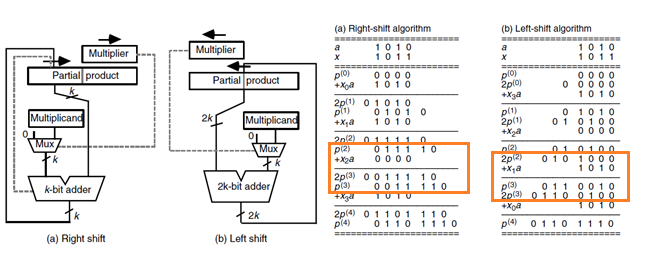 Multiplier
Partial product
k
Multiplicand
0
Mux
k
k-bit adder
k
(a) Right shift
Multiplier
Partial product
2k
Multiplicand
0
Mux
k
2k-bit adder
2k
(b) Left shift
(a) Right-shift algorithm
========================
a 1 0 1 0
x 1 0 1 1
========================
p(0) 0 0 0 0
+x0a 1 0 1 0
2p(1) 0 1 0 1 0
p(1) 0 1 0 1 0
+x1a 1 0 1 0
2p(2) 0 1 1 1 1 0
p(2) 0 1 1 1 1 0
+x2a 0 0 0 0
2p(3) 0 0 1 1 1 1 0
p(3) 0 0 1 1 1 1 0
+x3a 1 0 1 0
2p(4) 0 1 1 0 1 1 1 0
p(4) 0 1 1 0 1 1 1 0
========================
(b) Left-shift algorithm
========================
a 1 0 1 0
x 1 0 1 1
========================
p(0) 0 0 0 0
2p(0) 0 0 0 0 0
+x3a 1 0 1 0
p(1) 0 1 0 1 0
2p(1) 0 1 0 1 0 0
+x2a 0 0 0 0
p(2) 0 1 0 1 0 0
2p(2) 0 1 0 1 0 0 0
+x1a 1 0 1 0
p(3) 0 1 1 0 0 1 0
2p(3) 0 1 1 0 0 1 0 0
+x0a 1 0 1 0
p(4) 0 1 1 0 1 1 1 0
========================